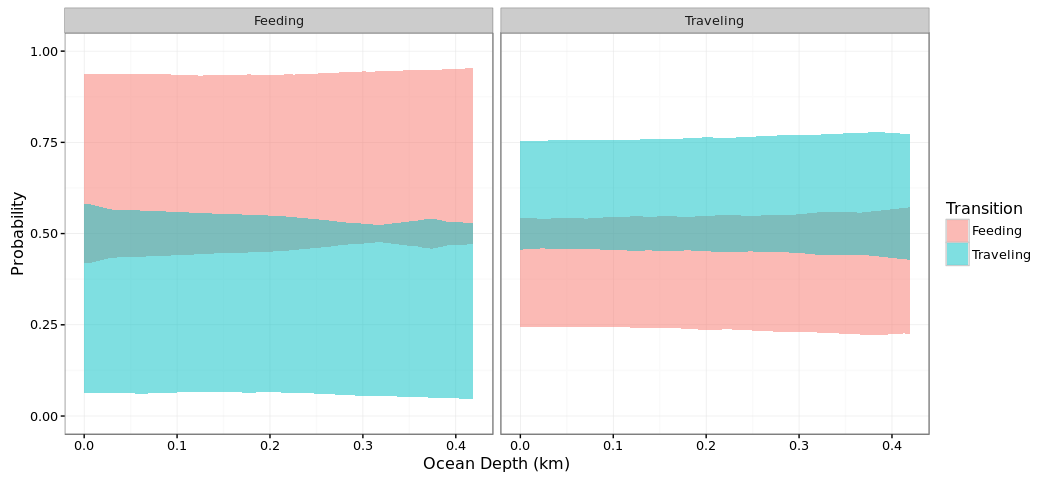 Feeding Traveling
1.00
0.75
0.50
0.25
0.00
Probability
0.0 0.1 0.2 0.3 0.4 0.0 0.1 0.2 0.3 0.4
Ocean Depth (km)
Transition
Feeding
Traveling